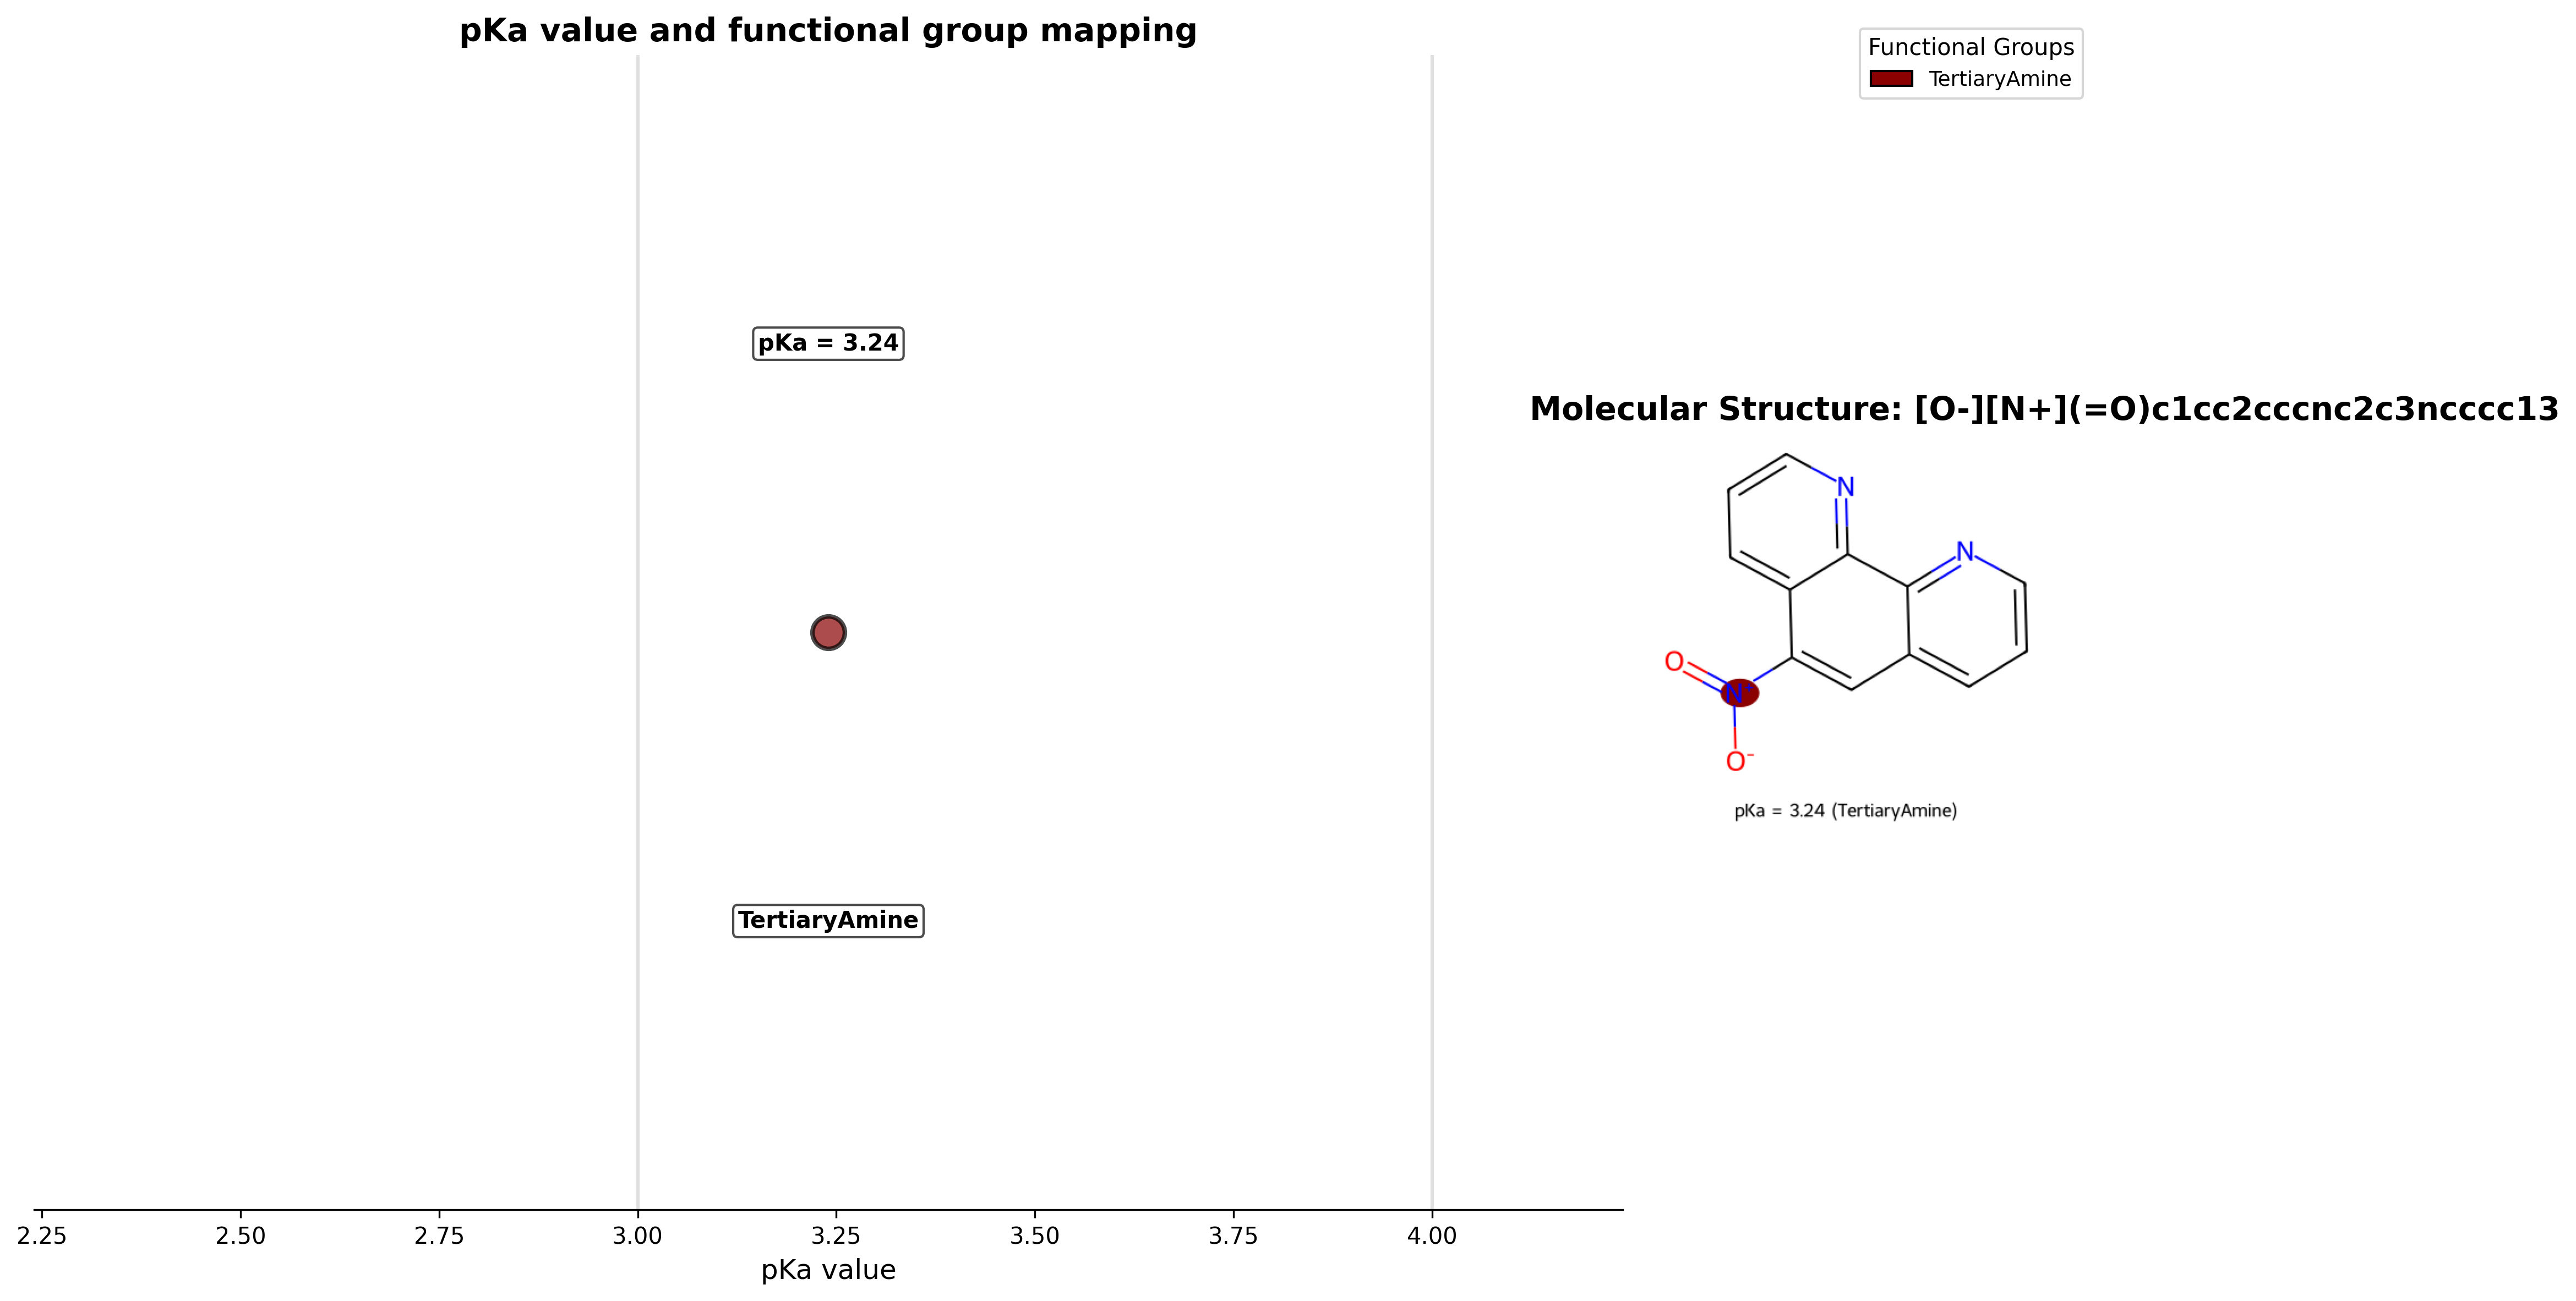 pKa value and functional group mapping
Functional Groups
TertiaryAmine
pKa = 3.24
TertiaryAmine
2.25 2.50 2.75 3.00 3.25 3.50 3.75 4.00
pKa value
Molecular Structure: [O-][N+](=O)c1cc2cccnc2c3ncccc13
N
N
O
N⁺
O⁻
pKa = 3.24 (TertiaryAmine)